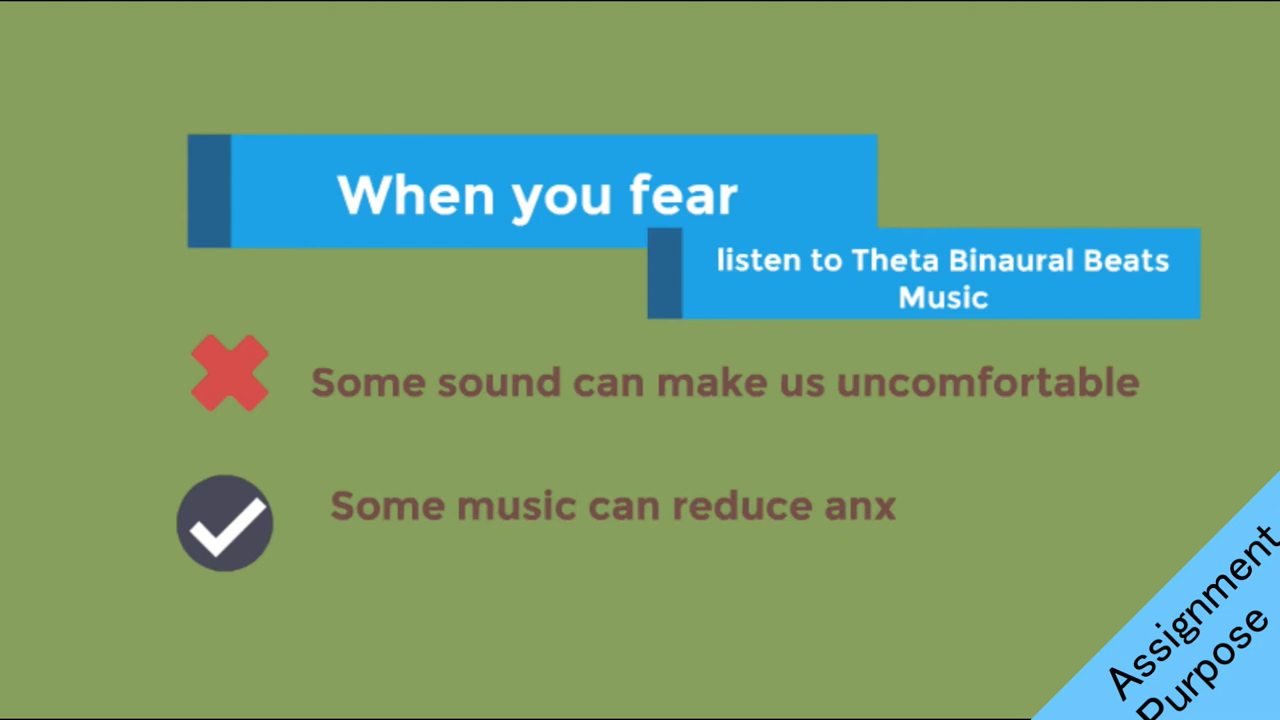 When you fear
listen to Theta Binaural Beats
Music
Some sound can make us uncomfortable
Some music can reduce anx
Assignment
Purpose